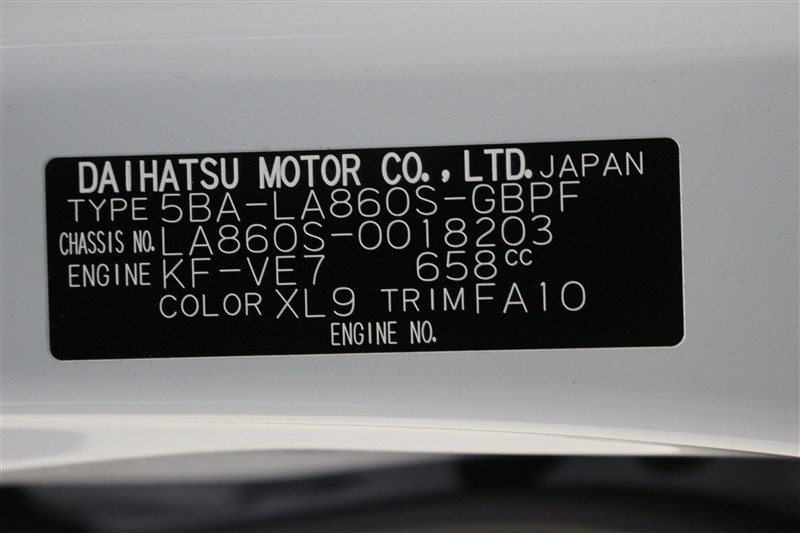 DAIHATSU MOTOR CO., LTD. JAPAN
TYPE 5BA-LA860S-GBPF
CHASSIS NO. LA860S-0018203
ENGINE KF-VE7 658cc
COLOR XL9 TRIM FA10
ENGINE NO.